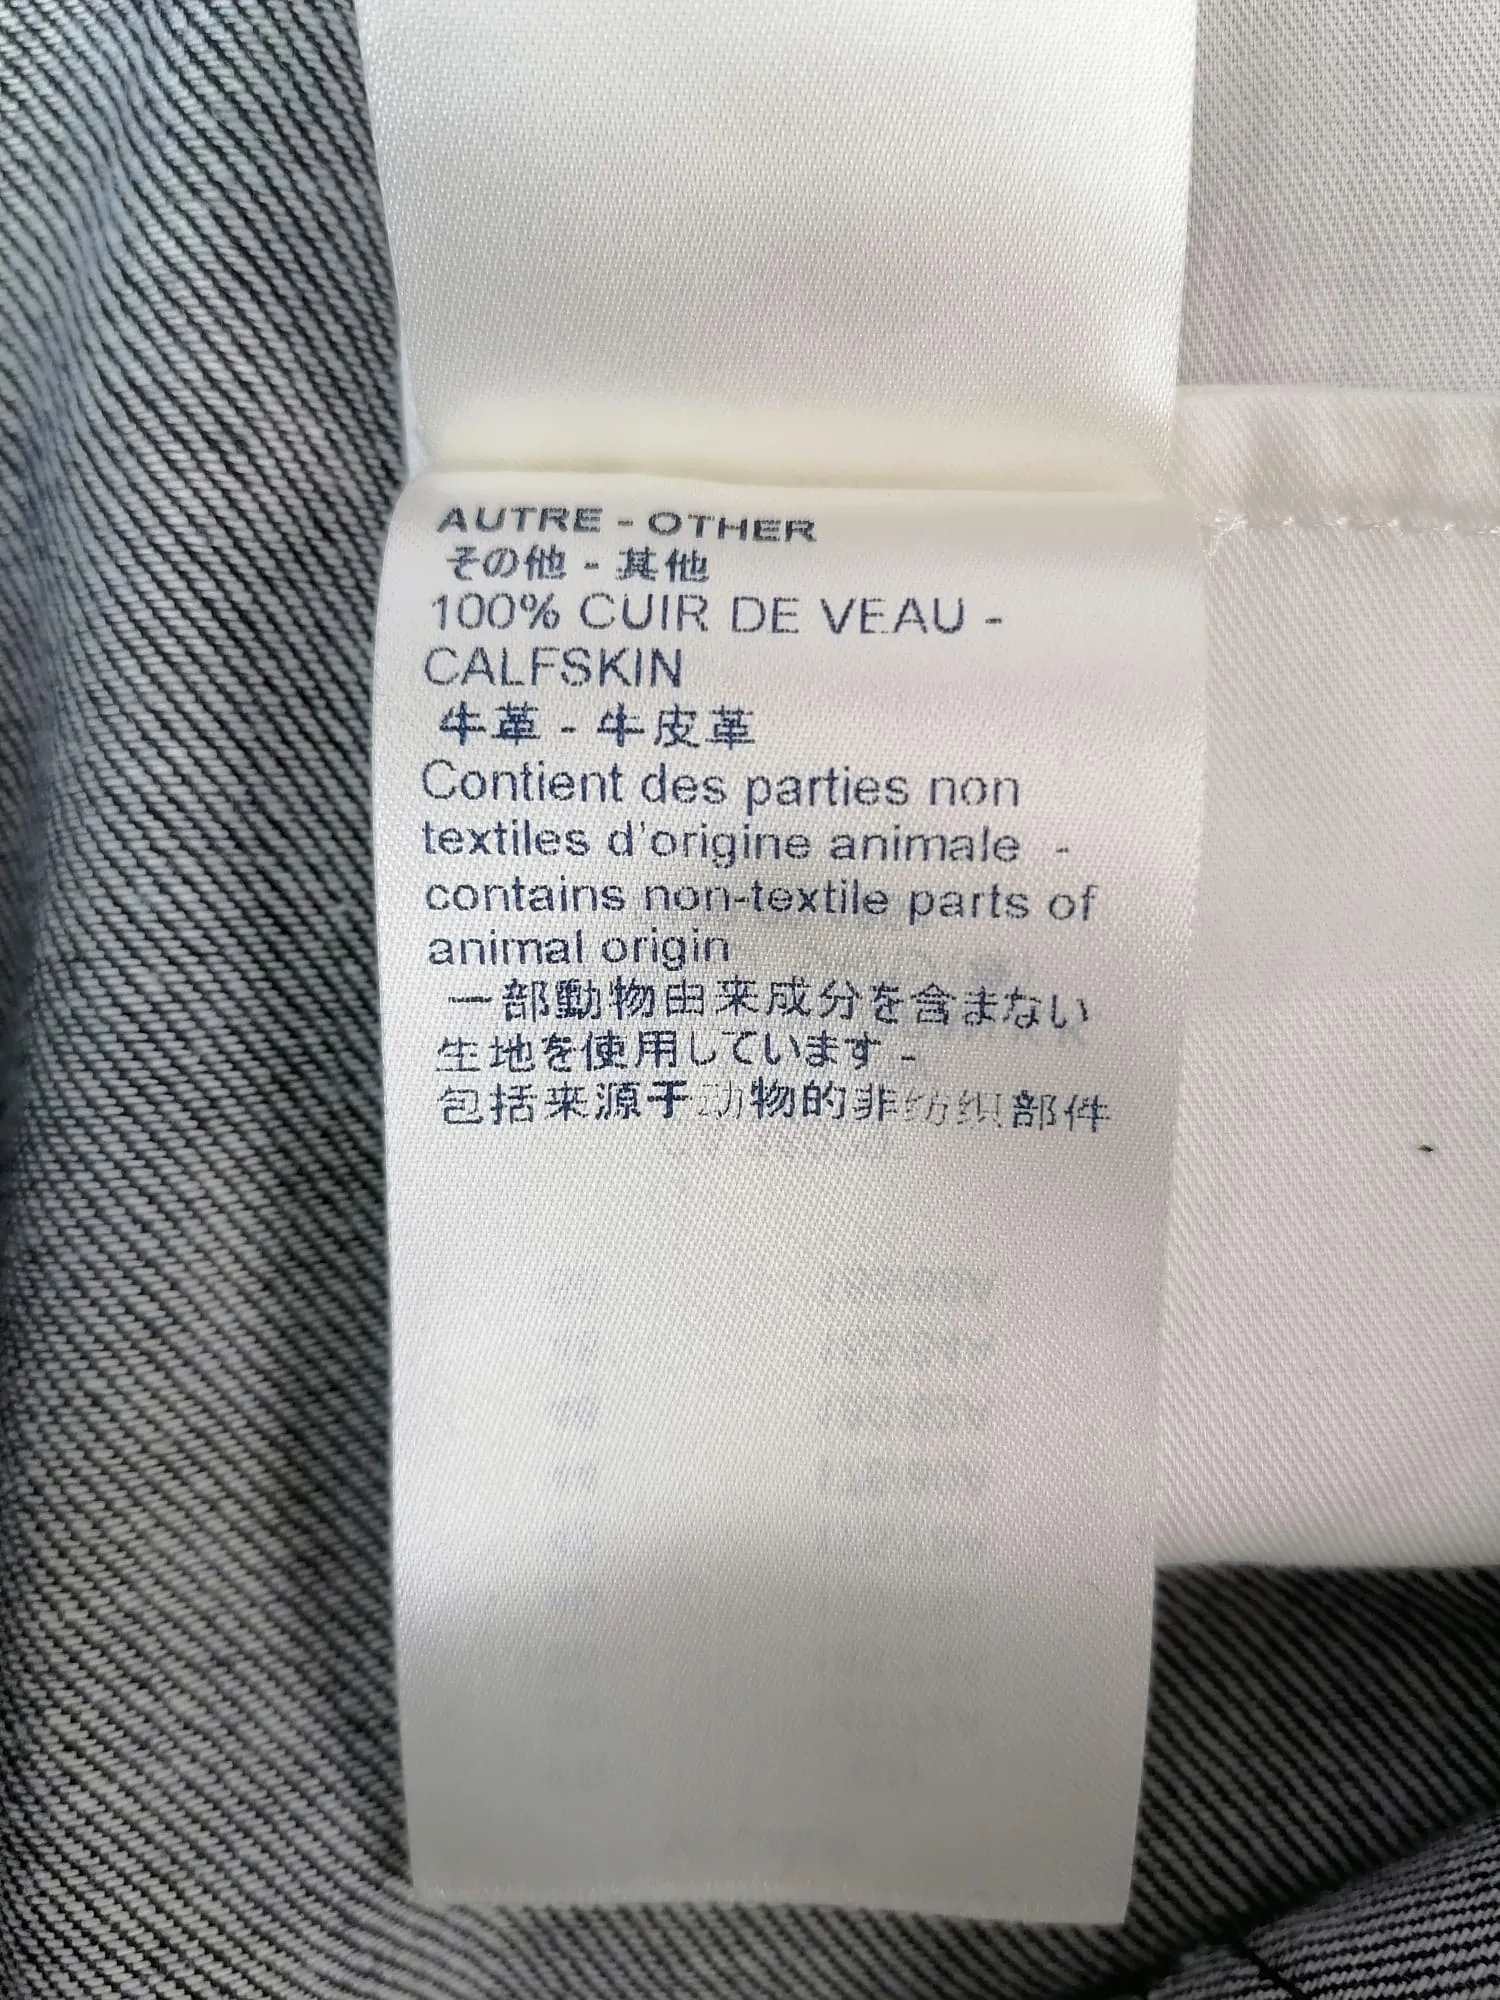 AUTRE - OTHER
その他 - 其他
100% CUIR DE VEAU -
CALFSKIN
牛革 - 牛皮革
Contient des parties non
textiles d'origine animale -
contains non-textile parts of
animal origin
一部動物由来成分を含まない
生地を使用しています -
包括来源于动物的非纺织部件